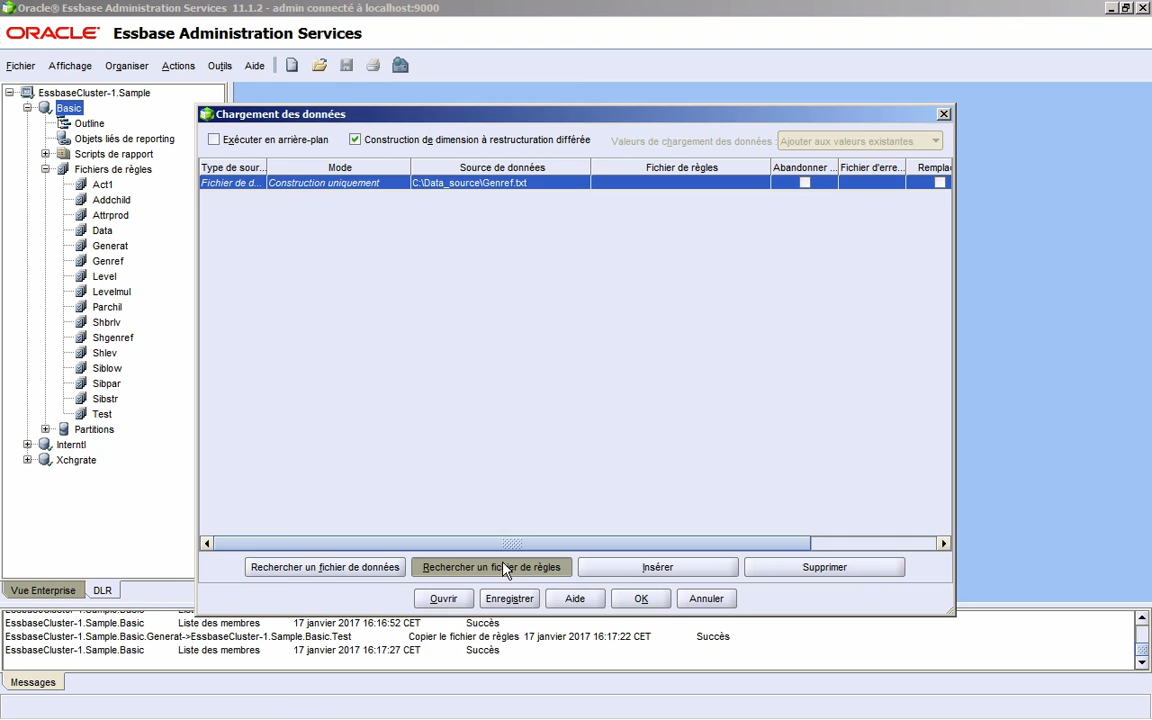 Oracle® Essbase Administration Services 11.1.2 - admin connecté à localhost:9000
ORACLE® Essbase Administration Services
Fichier Affichage Organiser Actions Outils Aide
EssbaseCluster-1.Sample
Basic
Outline
Objets liés de reporting
Scripts de rapport
Fichiers de règles
Act1
Addchild
Attrprod
Data
Generat
Genref
Level
Levelmul
Parchil
Shbrlv
Shgenref
Shlev
Siblow
Sibpar
Sibstr
Test
Partitions
Interntl
Xchgrate
Vue Enterprise DLR
Chargement des données
Exécuter en arrière-plan Construction de dimension à restructuration différée Valeurs de chargement des données : Ajouter aux valeurs existantes
Type de sour... Mode Source de données Fichier de règles Abandonner ... Fichier d'erre... Rempla
Fichier de d... Construction uniquement C:\Data_source\Genref.txt
Rechercher un fichier de données Rechercher un fichier de règles Insérer Supprimer
Ouvrir Enregistrer Aide OK Annuler
EssbaseCluster-1.Sample.Basic Liste des membres 17 janvier 2017 16:16:52 CET Succès
EssbaseCluster-1.Sample.Basic.Generat->EssbaseCluster-1.Sample.Basic.Test Copier le fichier de règles 17 janvier 2017 16:17:22 CET Succès
EssbaseCluster-1.Sample.Basic Liste des membres 17 janvier 2017 16:17:27 CET Succès
Messages